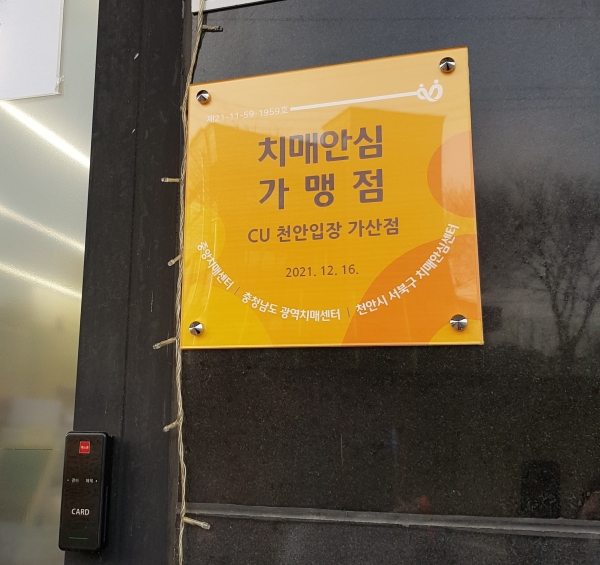 제21-11-59-1959호
치매안심
가맹점
CU 천안입장 가산점
2021. 12. 16.
중앙치매센터 | 충청남도 광역치매센터 | 천안시 서북구 치매안심센터
CARD